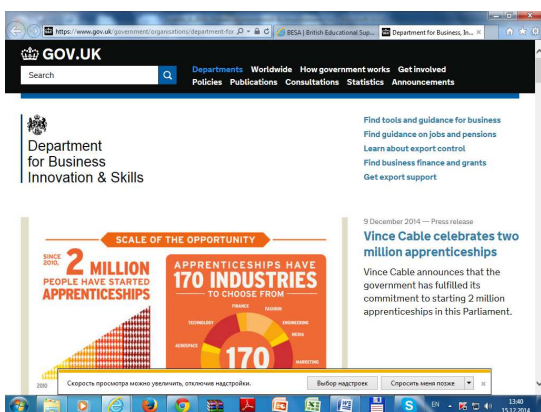 https://www.gov.uk/government/organisations/department-for
BESA | British Educational Sup...
Department for Business, In...
GOV.UK
Search
Departments Worldwide How government works Get involved
Policies Publications Consultations Statistics Announcements
Department
for Business
Innovation & Skills
Find tools and guidance for business
Find guidance on jobs and pensions
Learn about export control
Find business finance and grants
Get export support
SCALE OF THE OPPORTUNITY
SINCE
2010,
2 MILLION
PEOPLE HAVE STARTED
APPRENTICESHIPS
2010
APPRENTICESHIPS HAVE
170 INDUSTRIES
TO CHOOSE FROM
FINANCE
FASHION
TECHNOLOGY
ENGINEERING
MEDIA
AEROSPACE
MARKETING
170
9 December 2014 — Press release
Vince Cable celebrates two
million apprenticeships
Vince Cable announces that the
government has fulfilled its
commitment to starting 2 million
apprenticeships in this Parliament.
Скорость просмотра можно увеличить, отключив надстройки.
Выбор надстроек
Спросить меня позже
EN
13:40
15.12.2014